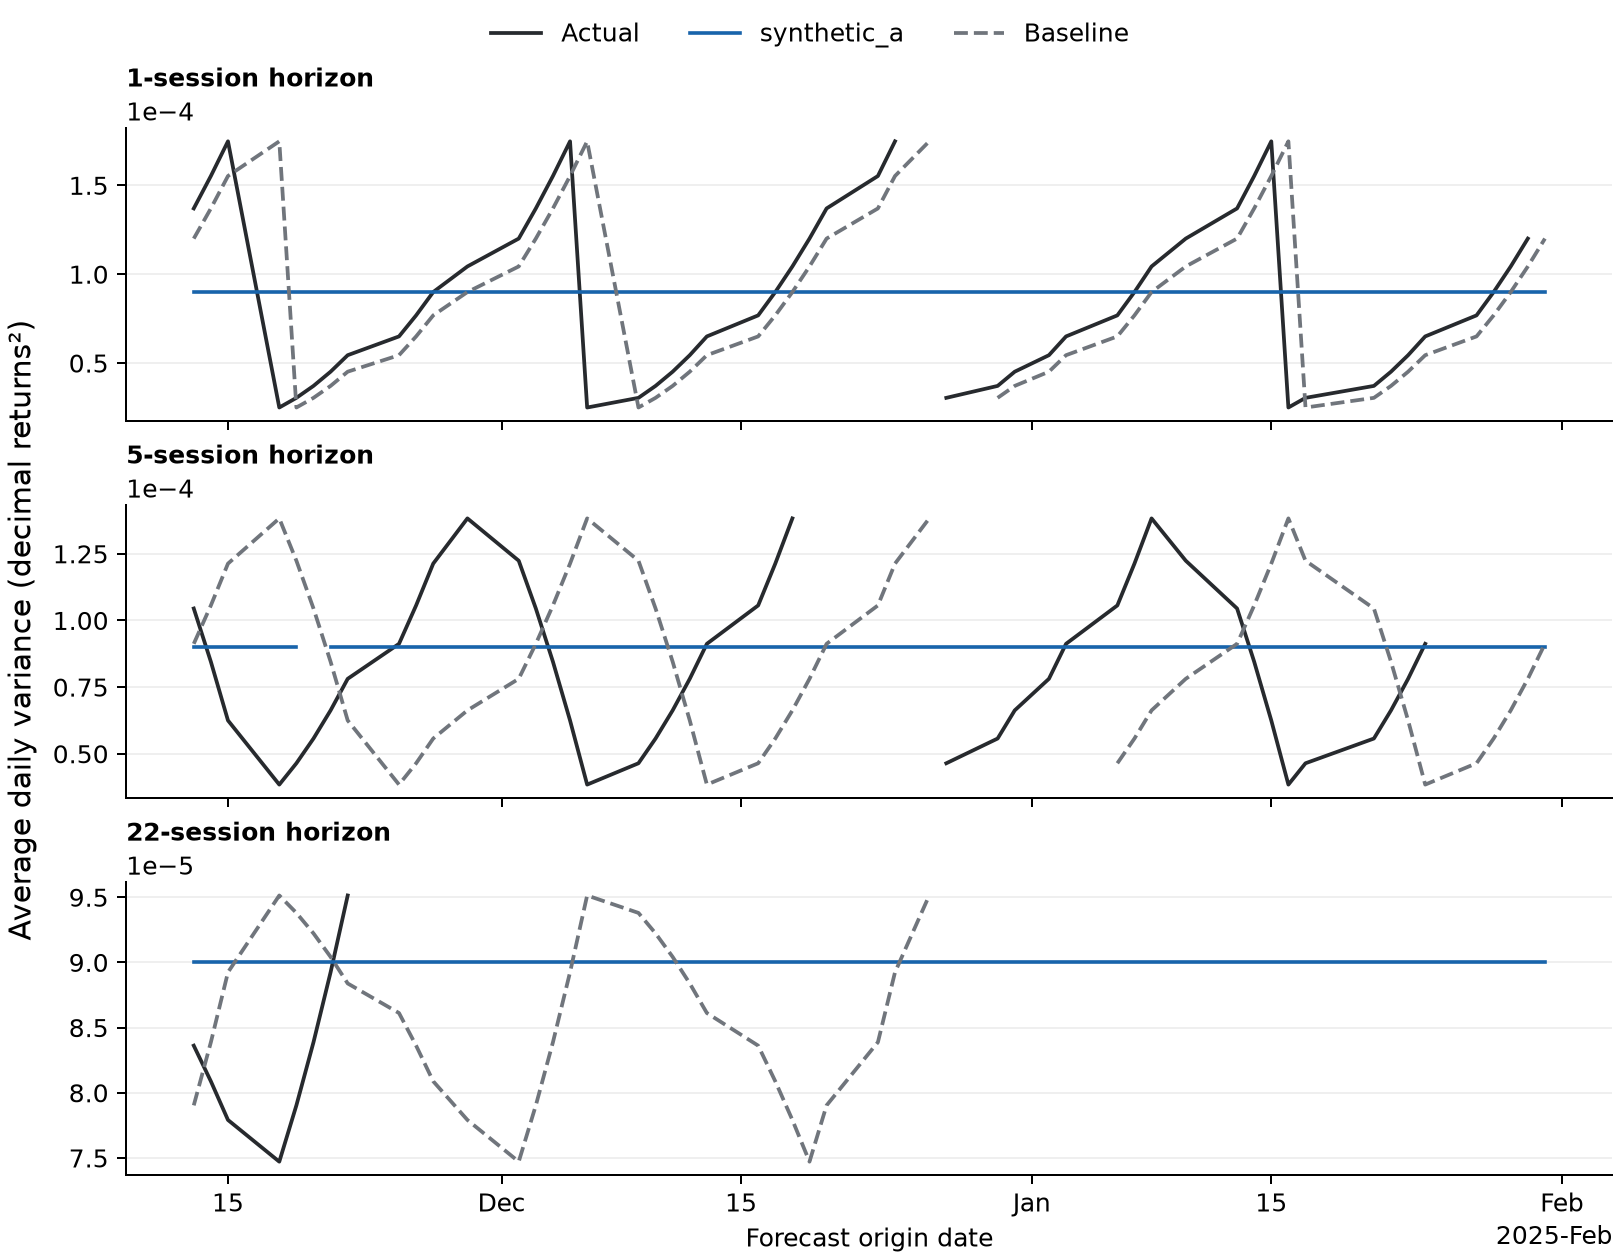 Actual synthetic_a Baseline
1-session horizon
1e−4
1.5
1.0
0.5
5-session horizon
1e−4
1.25
1.00
0.75
0.50
22-session horizon
1e−5
9.5
9.0
8.5
8.0
7.5
Average daily variance (decimal returns²)
15 Dec 15 Jan 15 Feb
Forecast origin date
2025-Feb